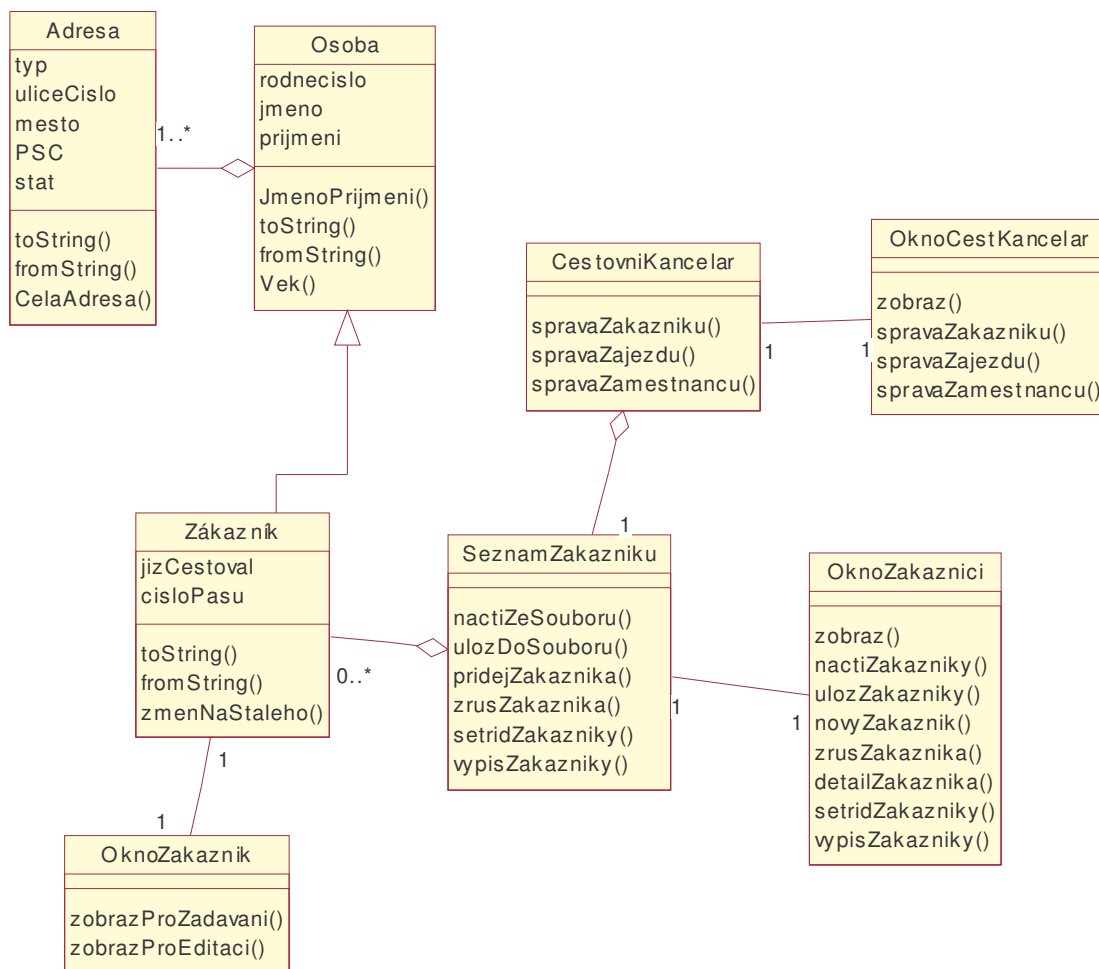 Adresa
typ
uliceCislo
mesto
PSC
stat
toString()
fromString()
CelaAdresa()
1..*
Osoba
rodnecislo
jmeno
prijmeni
JmenoPrijmeni()
toString()
fromString()
Vek()
CestovniKancelar
spravaZakazniku()
spravaZajezdu()
spravaZamestnancu()
1
1
OknoCestKancelar
zobraz()
spravaZakazniku()
spravaZajezdu()
spravaZamestnancu()
Zákazník
jizCestoval
cisloPasu
toString()
fromString()
zmenNaStaleho()
0..*
1
SeznamZakazniku
nactiZeSouboru()
ulozDoSouboru()
pridejZakaznika()
zrusZakaznika()
setridZakazniky()
vypisZakazniky()
1
1
OknoZakaznici
zobraz()
nactiZakazniky()
ulozZakazniky()
novyZakaznik()
zrusZakaznika()
detailZakaznika()
setridZakazniky()
vypisZakazniky()
1
1
OknoZakaznik
zobrazProZadavani()
zobrazProEditaci()